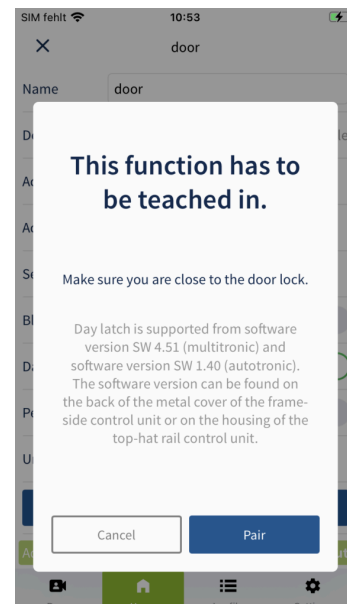 SIM fehlt 10:53
door
Name door
This function has to
be teached in.
Make sure you are close to the door lock.
Day latch is supported from software
version SW 4.51 (multitronic) and
software version SW 1.40 (autotronic).
The software version can be found on
the back of the metal cover of the frame-
side control unit or on the housing of the
top-hat rail control unit.
Cancel Pair